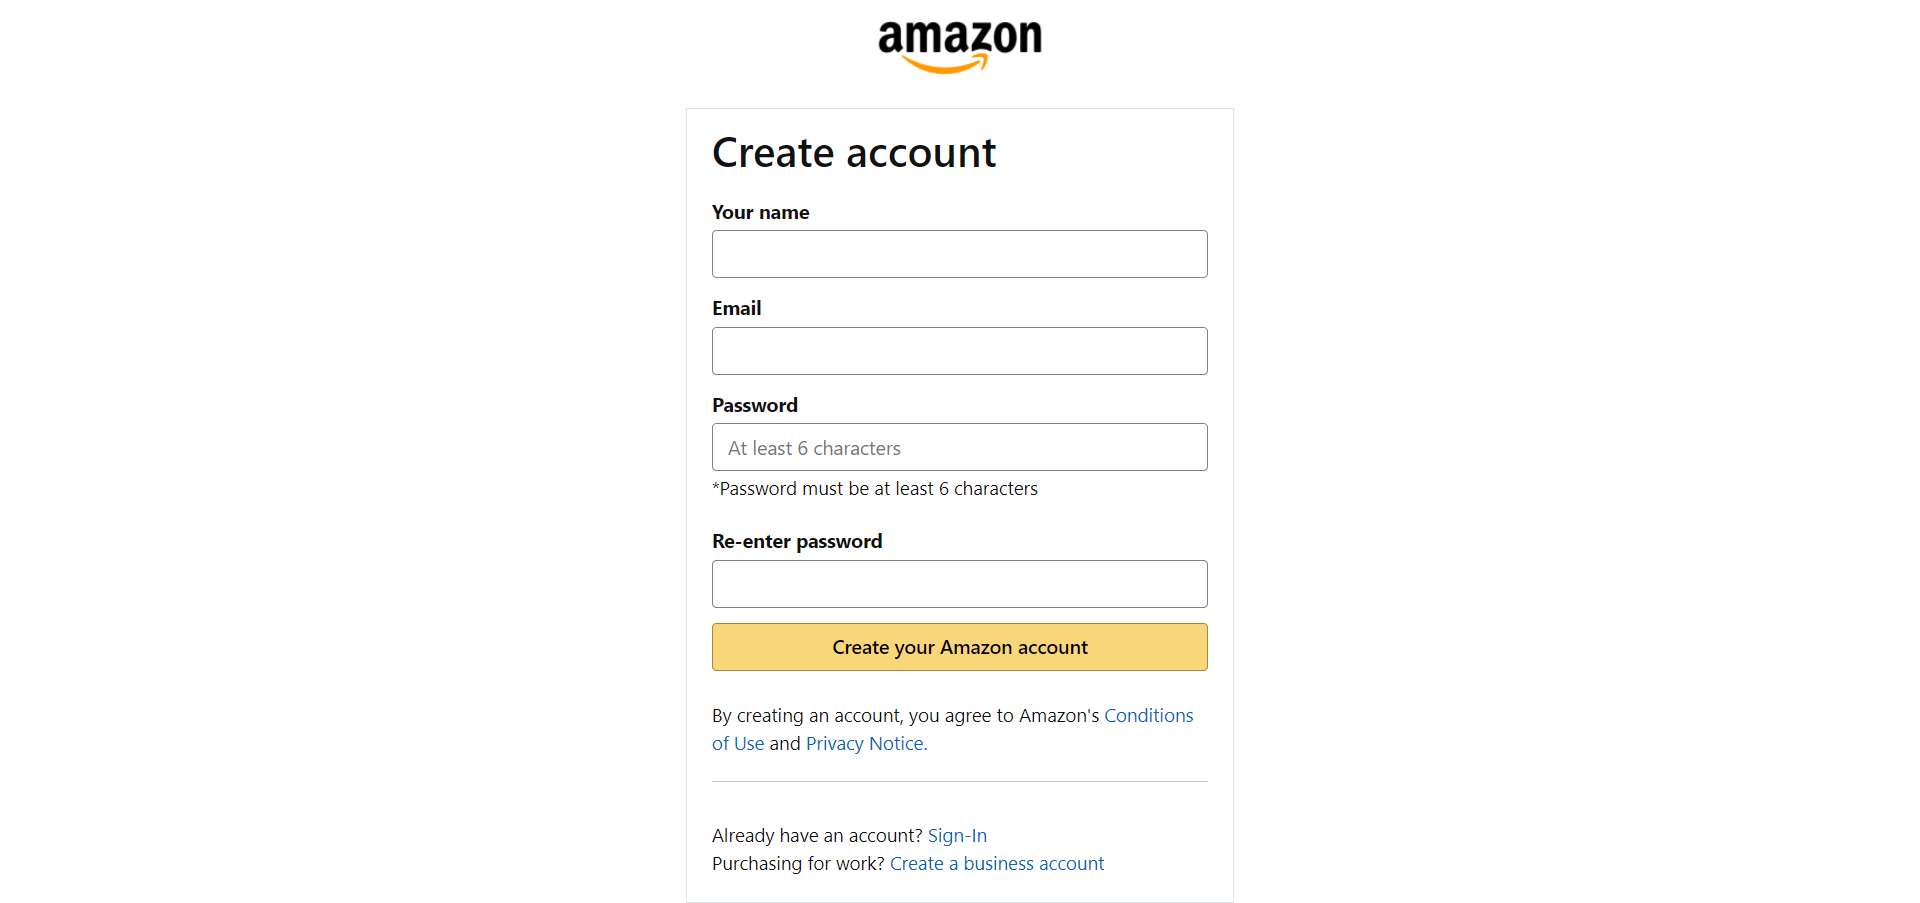 amazon
Create account
Your name
Email
Password
At least 6 characters
*Password must be at least 6 characters
Re-enter password
Create your Amazon account
By creating an account, you agree to Amazon's Conditions
of Use and Privacy Notice.
Already have an account? Sign-In
Purchasing for work? Create a business account